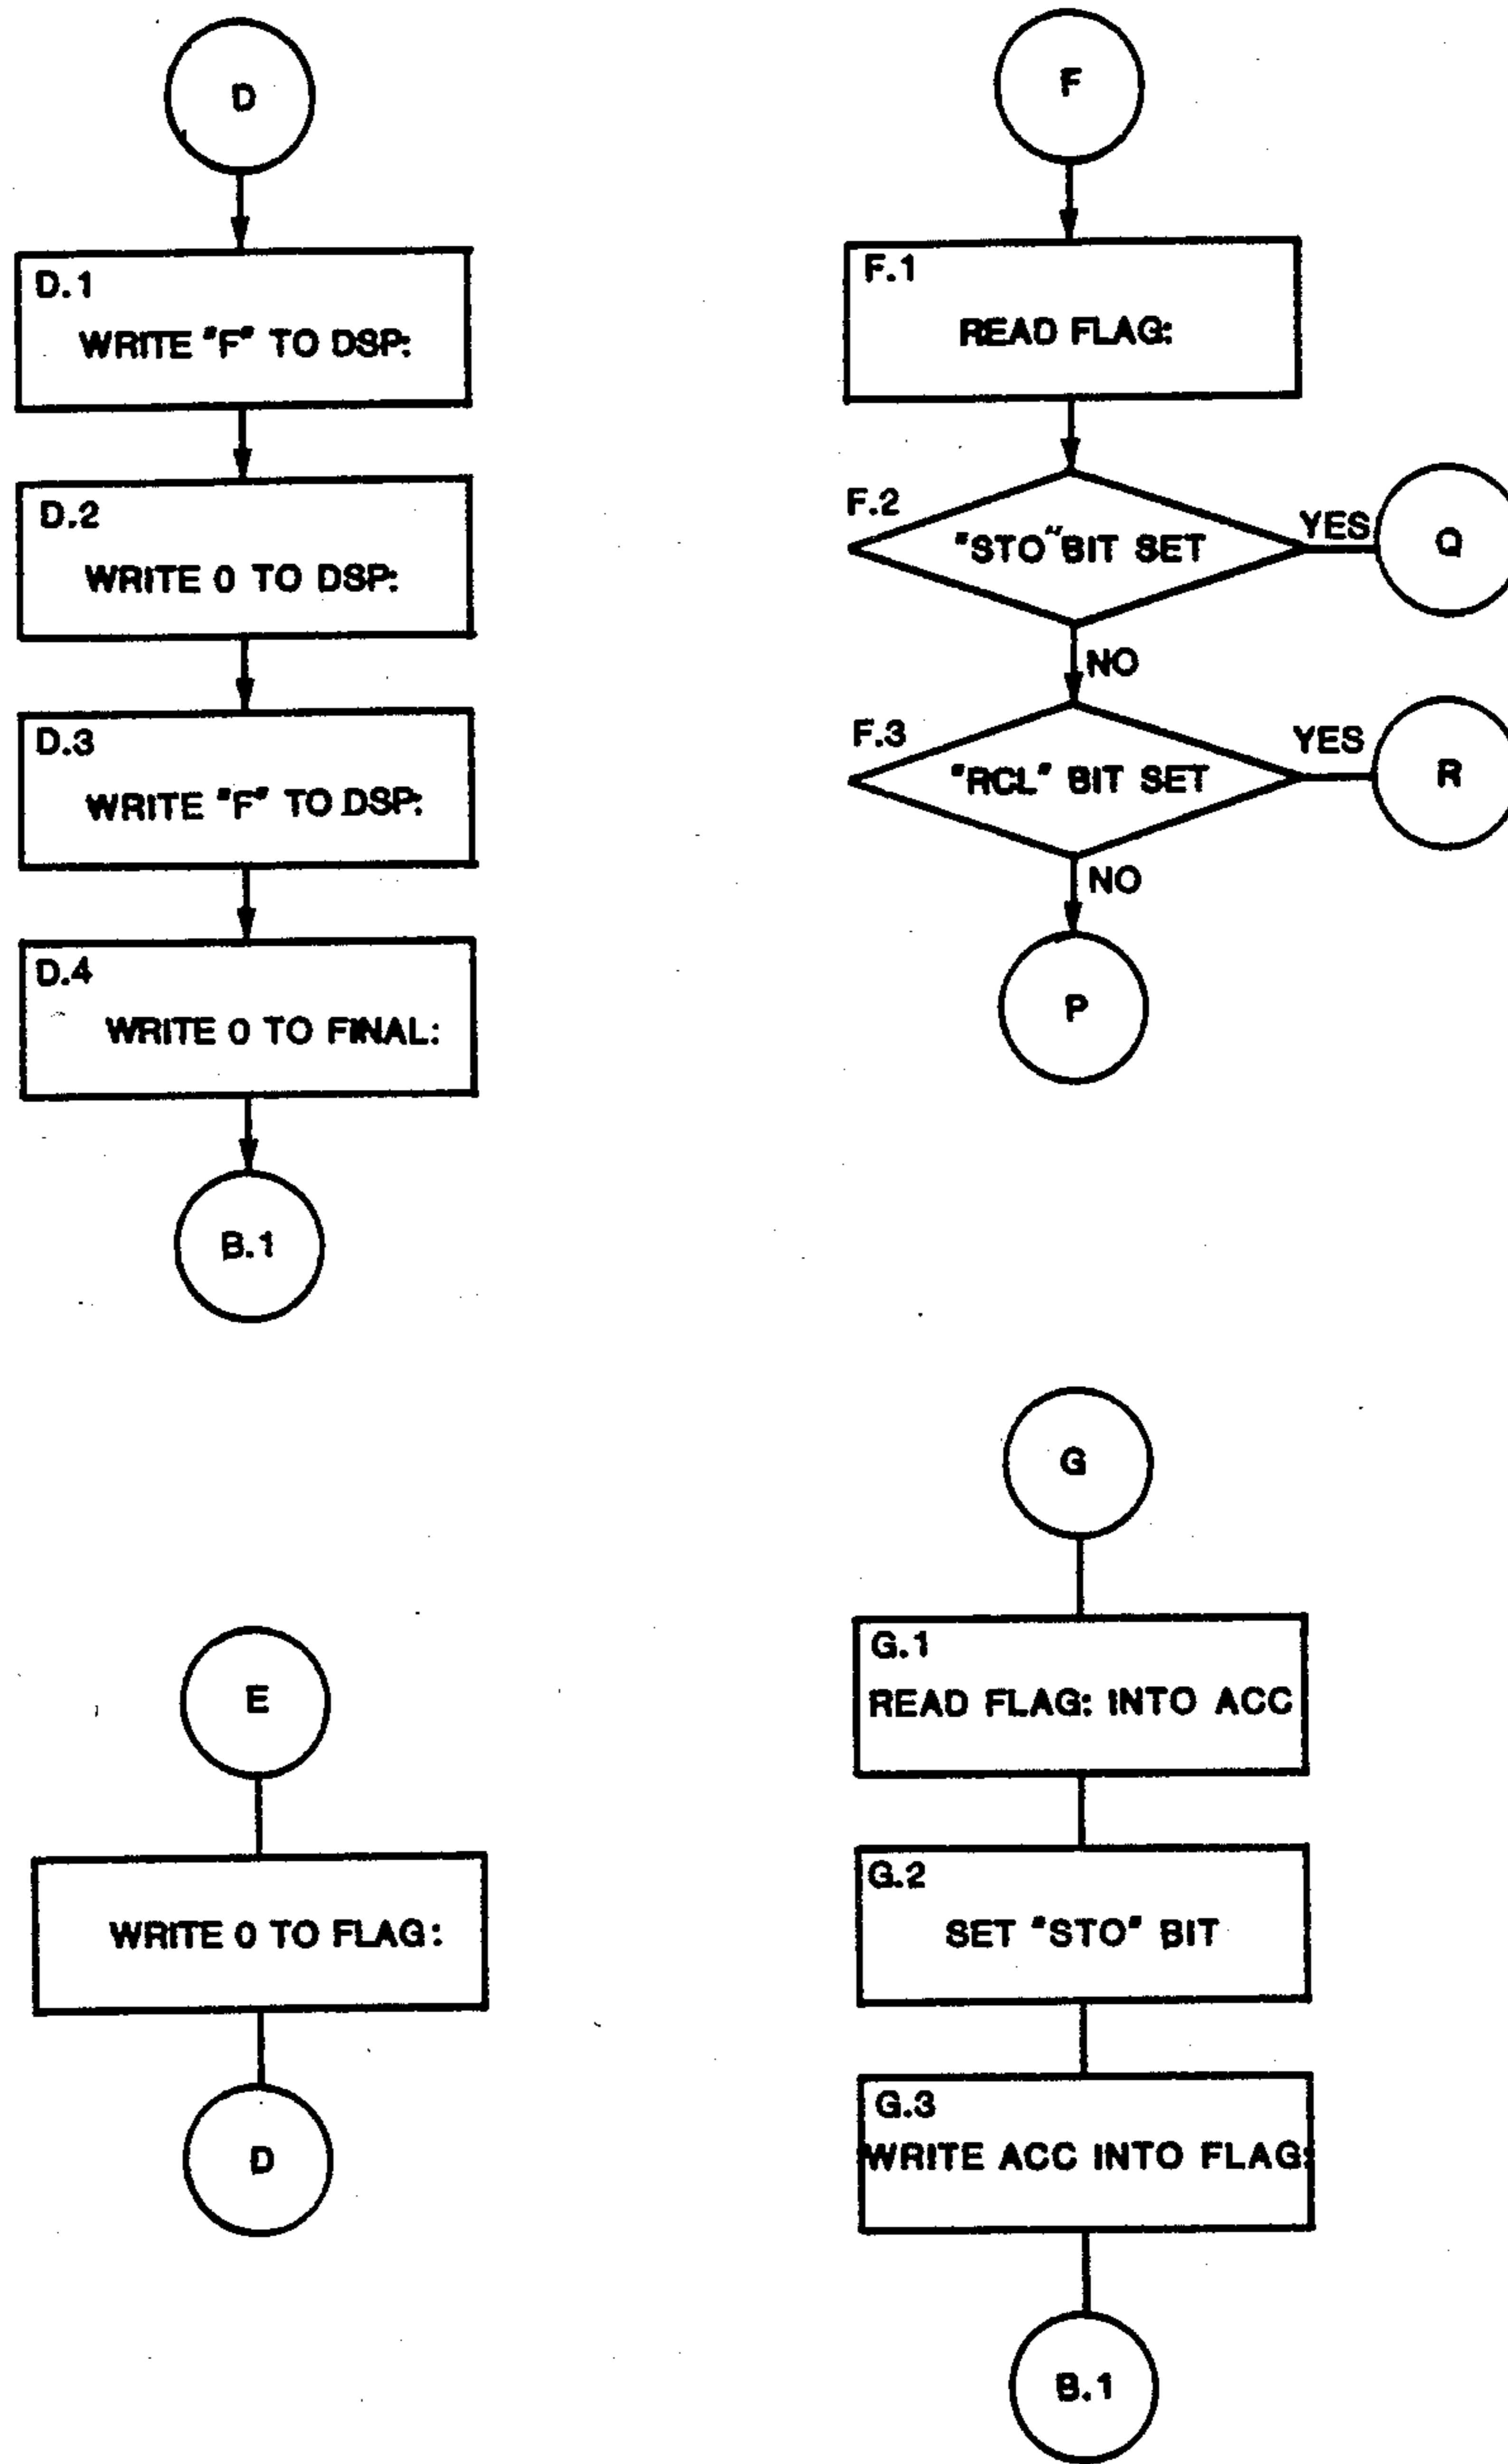 D
D.1
WRITE "F" TO DSP:
D.2
WRITE 0 TO DSP:
D.3
WRITE "F" TO DSP:
D.4
WRITE 0 TO FINAL:
B.1
F
F.1
READ FLAG:
F.2
"STO" BIT SET
YES
Q
NO
F.3
"RCL" BIT SET
YES
R
NO
P
E
WRITE 0 TO FLAG:
D
G
G.1
READ FLAG: INTO ACC
G.2
SET "STO" BIT
G.3
WRITE ACC INTO FLAG:
B.1